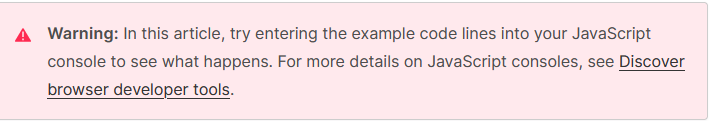 Warning: In this article, try entering the example code lines into your JavaScript
console to see what happens. For more details on JavaScript consoles, see Discover
browser developer tools.